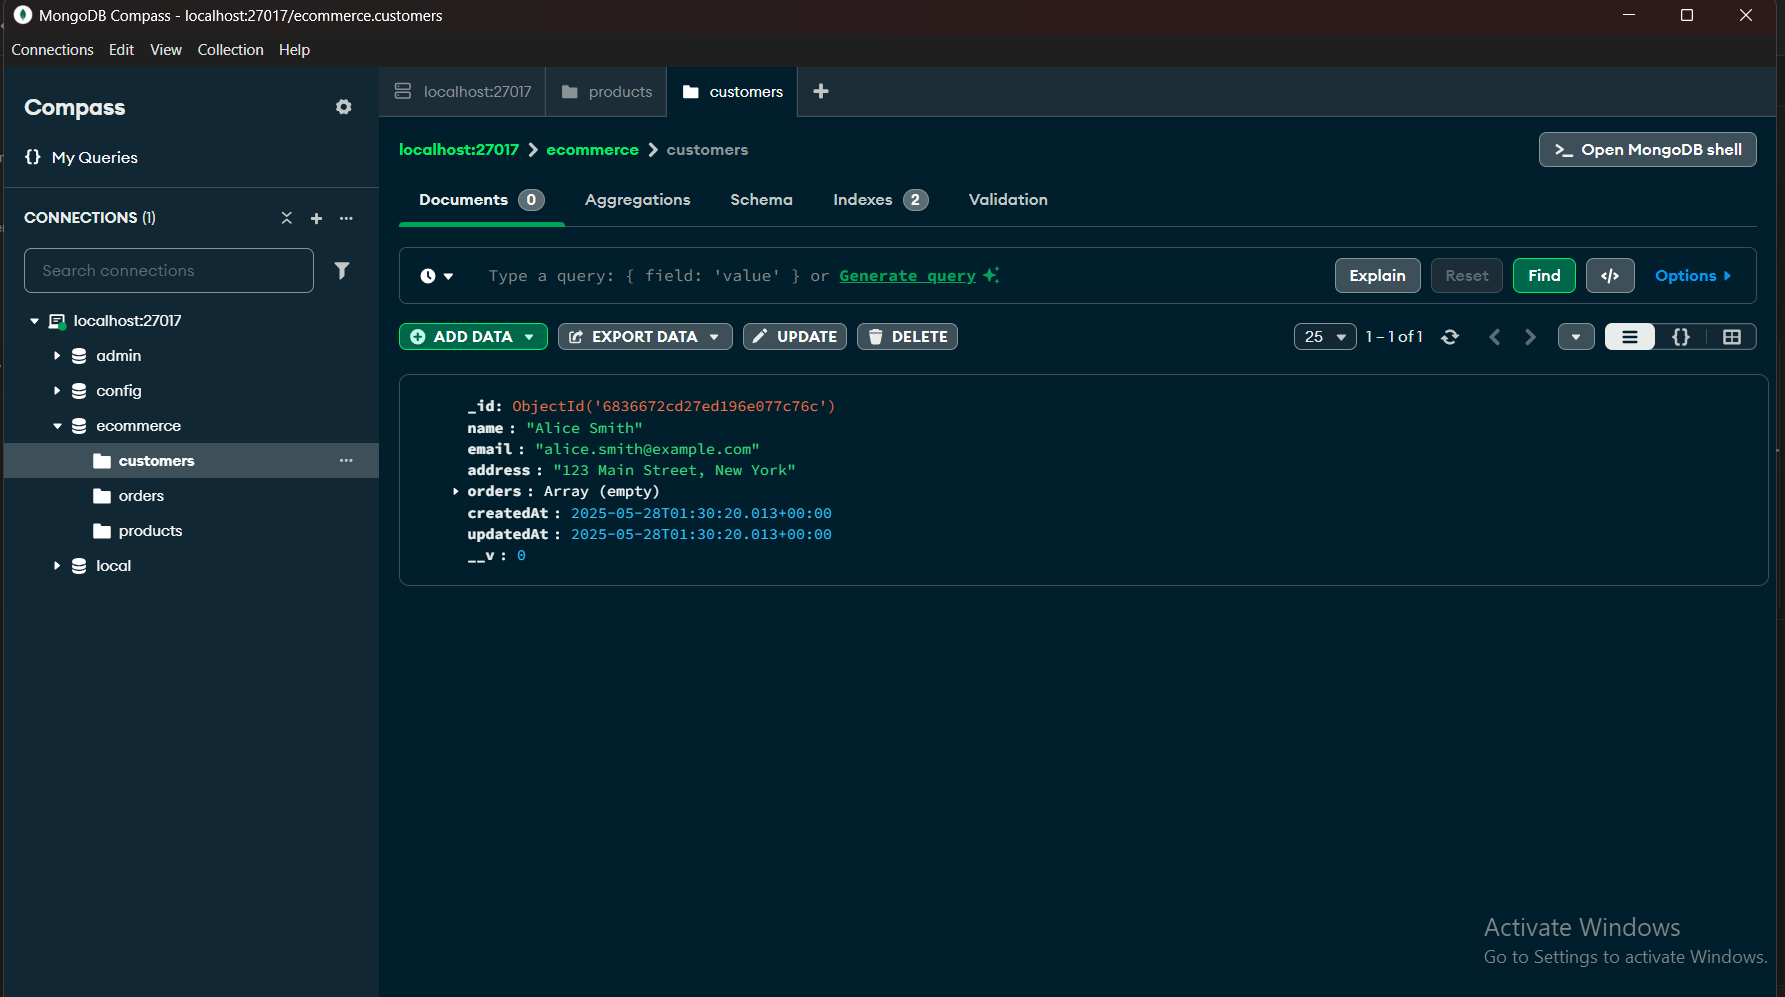 MongoDB Compass - localhost:27017/ecommerce.customers
Connections Edit View Collection Help
Compass
{} My Queries
CONNECTIONS (1)
Search connections
localhost:27017
admin
config
ecommerce
customers
orders
products
local
localhost:27017 products customers
localhost:27017 > ecommerce > customers
>_ Open MongoDB shell
Documents 0 Aggregations Schema Indexes 2 Validation
Type a query: { field: 'value' } or Generate query
Explain Reset Find </> Options
ADD DATA EXPORT DATA UPDATE DELETE
25 1 – 1 of 1 {}
_id: ObjectId('6836672cd27ed196e077c76c')
name : "Alice Smith"
email : "alice.smith@example.com"
address : "123 Main Street, New York"
orders : Array (empty)
createdAt : 2025-05-28T01:30:20.013+00:00
updatedAt : 2025-05-28T01:30:20.013+00:00
__v : 0
Activate Windows
Go to Settings to activate Windows.